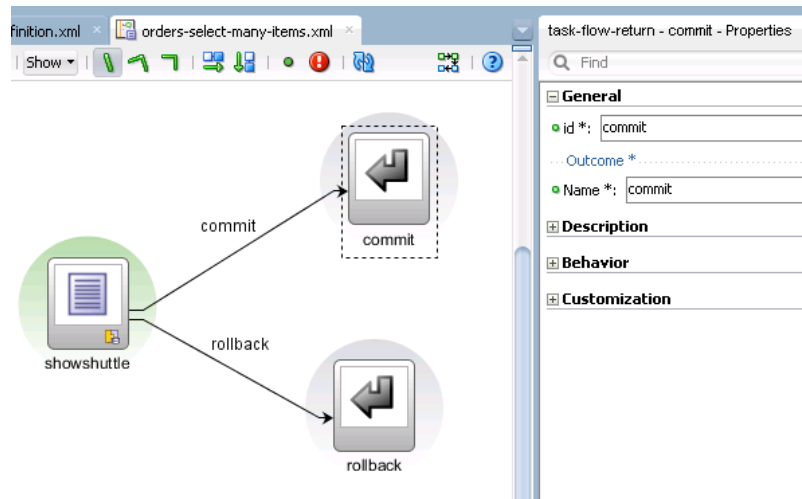 finition.xml
orders-select-many-items.xml
Show
commit
commit
showshuttle
rollback
rollback
task-flow-return - commit - Properties
Find
General
id *: commit
Outcome *
Name *: commit
Description
Behavior
Customization